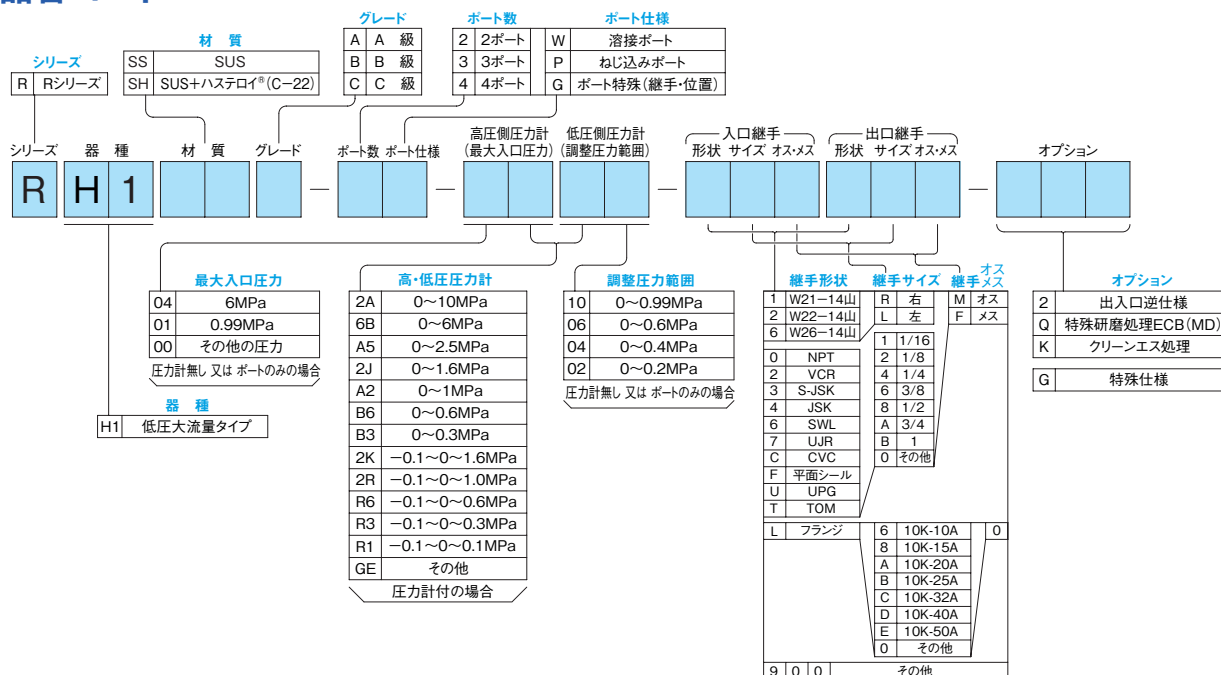 シリーズ
R Rシリーズ
材 質
SS SUS
SH SUS+ハステロイ®(C−22)
グレード
A A 級
B B 級
C C 級
ポート数
2 2ポート
3 3ポート
4 4ポート
ポート仕様
W 溶接ポート
P ねじ込みポート
G ポート特殊(継手・位置)
シリーズ 器 種 材 質 グレード ポート数 ポート仕様
高圧側圧力計
(最大入口圧力)
低圧側圧力計
(調整圧力範囲)
入口継手
形状 サイズ オス・メス
出口継手
形状 サイズ オス・メス
オプション
R H 1 − − − − −
最大入口圧力
04 6MPa
01 0.99MPa
00 その他の圧力
圧力計無し 又は ポートのみの場合
器 種
H1 低圧大流量タイプ
高・低圧圧力計
2A 0〜10MPa
6B 0〜6MPa
A5 0〜2.5MPa
2J 0〜1.6MPa
A2 0〜1MPa
B6 0〜0.6MPa
B3 0〜0.3MPa
2K −0.1〜0〜1.6MPa
2R −0.1〜0〜1.0MPa
R6 −0.1〜0〜0.6MPa
R3 −0.1〜0〜0.3MPa
R1 −0.1〜0〜0.1MPa
GE その他
圧力計付の場合
調整圧力範囲
10 0〜0.99MPa
06 0〜0.6MPa
04 0〜0.4MPa
02 0〜0.2MPa
圧力計無し 又は ポートのみの場合
継手形状
1 W21−14山
2 W22−14山
6 W26−14山
0 NPT
2 VCR
3 S-JSK
4 JSK
6 SWL
7 UJR
C CVC
F 平面シール
U UPG
T TOM
L フランジ
継手サイズ
R 右
L 左
1 1/16
2 1/8
4 1/4
6 3/8
8 1/2
A 3/4
B 1
0 その他
6 10K-10A 0
8 10K-15A
A 10K-20A
B 10K-25A
C 10K-32A
D 10K-40A
E 10K-50A
0 その他
9 0 0 その他
継手オスメス
M オス
F メス
オプション
2 出入口逆仕様
Q 特殊研磨処理ECB(MD)
K クリーンエス処理
G 特殊仕様